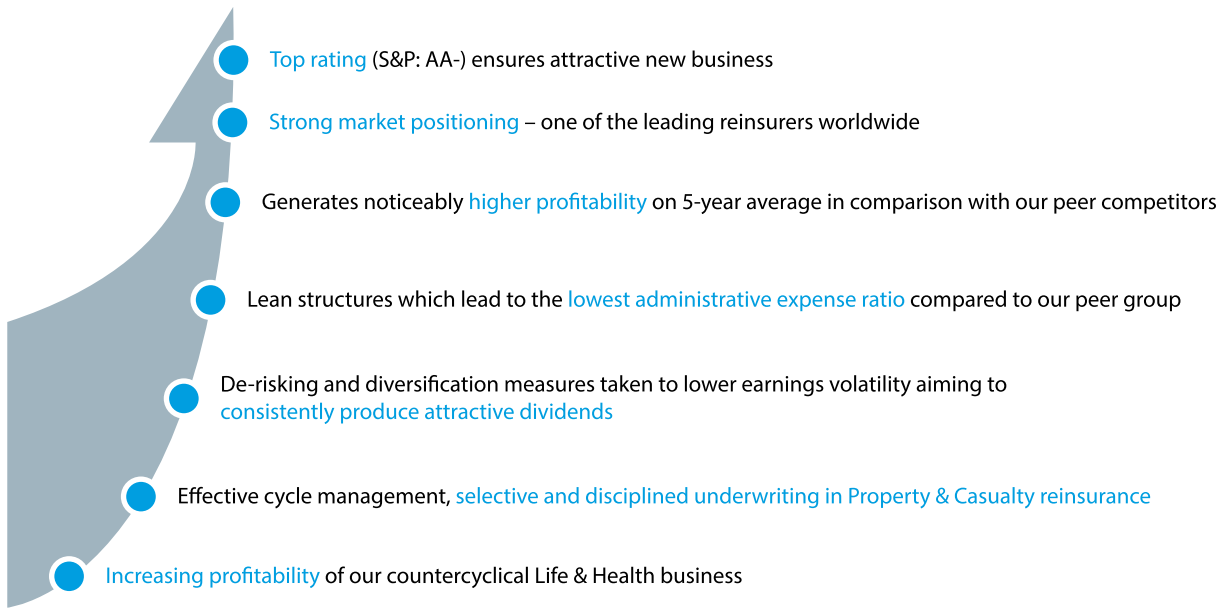 Top rating (S&P: AA-) ensures attractive new business
Strong market positioning – one of the leading reinsurers worldwide
Generates noticeably higher profitability on 5-year average in comparison with our peer competitors
Lean structures which lead to the lowest administrative expense ratio compared to our peer group
De-risking and diversification measures taken to lower earnings volatility aiming to
consistently produce attractive dividends
Effective cycle management, selective and disciplined underwriting in Property & Casualty reinsurance
Increasing profitability of our countercyclical Life & Health business